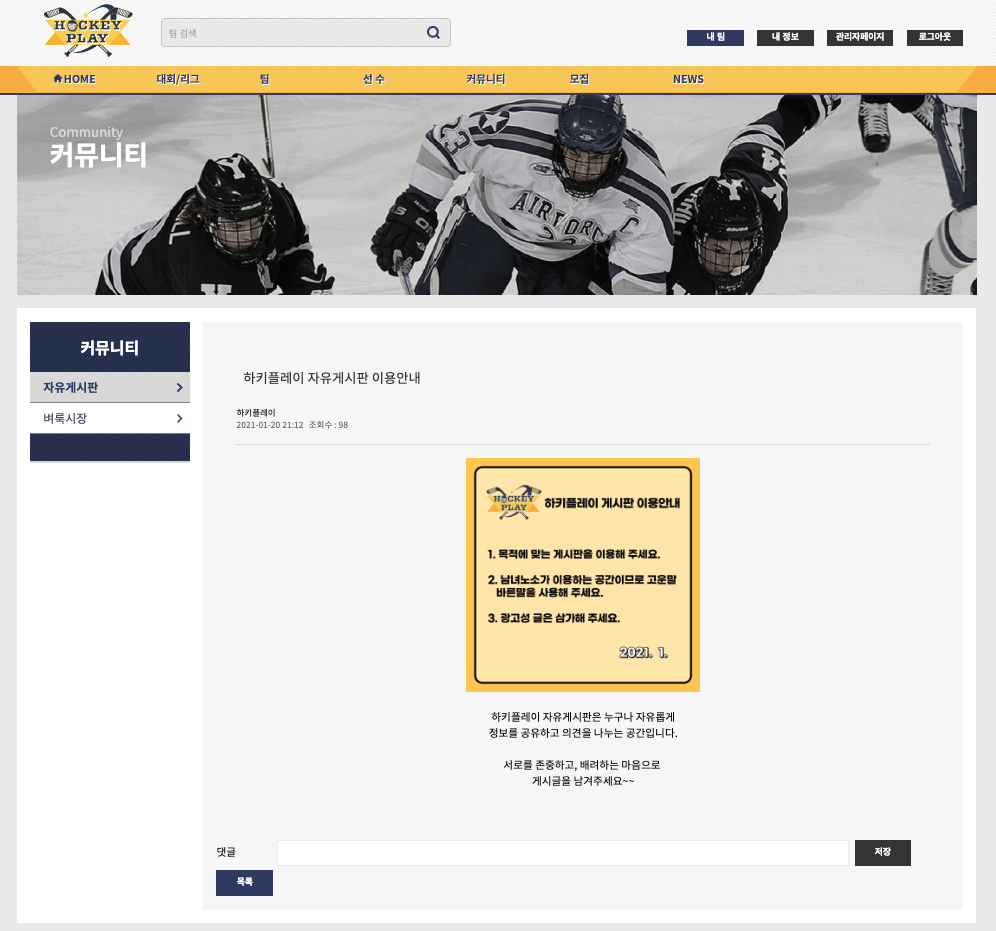 HOCKEY
PLAY
팀 검색
내 팀
내 정보
관리자페이지
로그아웃
HOME
대회/리그
팀
선 수
커뮤니티
모집
NEWS
Community
커뮤니티
23
AIR FORCE
C
4
Y
BAUER
커뮤니티
자유게시판
벼룩시장
하키플레이 자유게시판 이용안내
하키플레이
2021-01-20 21:12 조회수 : 98
HOCKEY
PLAY
하키플레이 게시판 이용안내
1. 목적에 맞는 게시판을 이용해 주세요.
2. 남녀노소가 이용하는 공간이므로 고운말
바른말을 사용해 주세요.
3. 광고성 글은 삼가해 주세요.
2021. 1.
하키플레이 자유게시판은 누구나 자유롭게
정보를 공유하고 의견을 나누는 공간입니다.
서로를 존중하고, 배려하는 마음으로
게시글을 남겨주세요~~
댓글
저장
목록